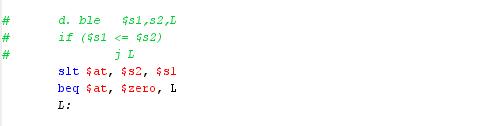 #       d. ble   $s1,s2,L
#       if ($s1 <= $s2)
#               j L
        slt $at, $s2, $s1
        beq $at, $zero, L
        L: